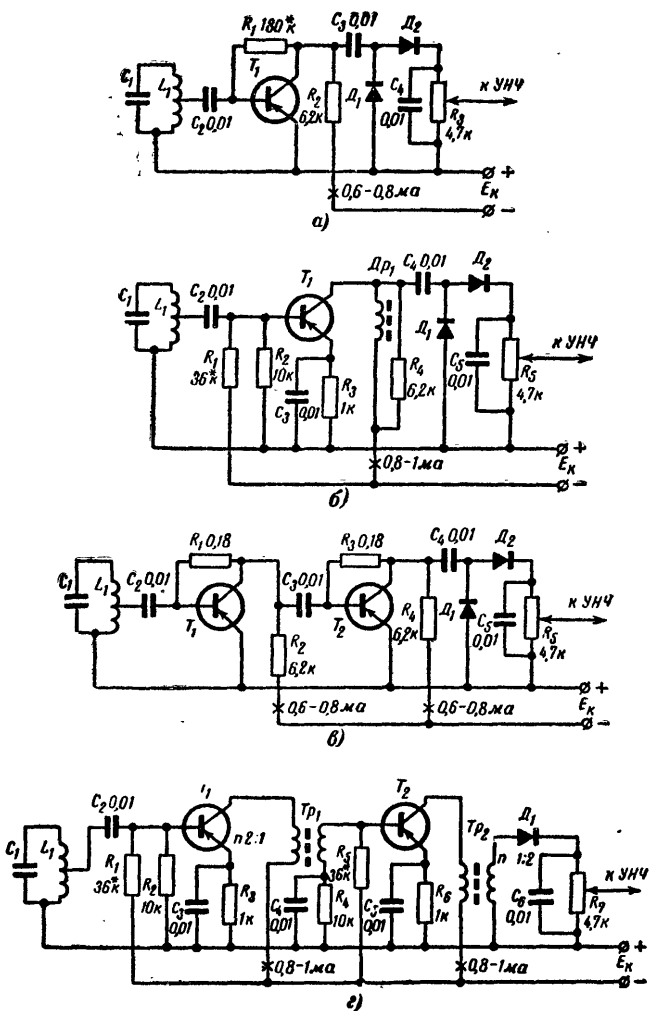 R₁ 180*к
C₃ 0,01
Д₂
C₁
L₁
T₁
C₂ 0,01
R₂
6,2к
Д₁
C₄
0,01
R₃
4,7к
к УНЧ
0,6-0,8 ма
Eк
+
−
а)
C₁
L₁
C₂ 0,01
T₁
Др₁
C₄ 0,01
Д₂
R₁
36*к
R₂
10к
C₃
0,01
R₃
1к
R₄
6,2к
Д₁
C₅
0,01
R₅
4,7к
к УНЧ
0,8-1 ма
Eк
+
−
б)
R₁ 0,18
R₃ 0,18
C₄ 0,01
Д₂
C₁
L₁
C₂ 0,01
T₁
C₃ 0,01
R₂
6,2к
T₂
R₄
6,2к
Д₁
C₅
0,01
R₅
4,7к
к УНЧ
0,6-0,8 ма
0,6-0,8 ма
Eк
+
−
в)
C₁
L₁
C₂ 0,01
n 2:1
Тр₁
T₂
Тр₂
n 1:2
Д₁
R₁
36*к
R₂
10к
C₃
0,01
R₃
1к
C₄
0,01
R₄
10к
R₅
36*к
0,01
R₆
1к
C₆
0,01
R₇
4,7к
к УНЧ
0,8-1 ма
0,8-1 ма
Eк
+
−
г)